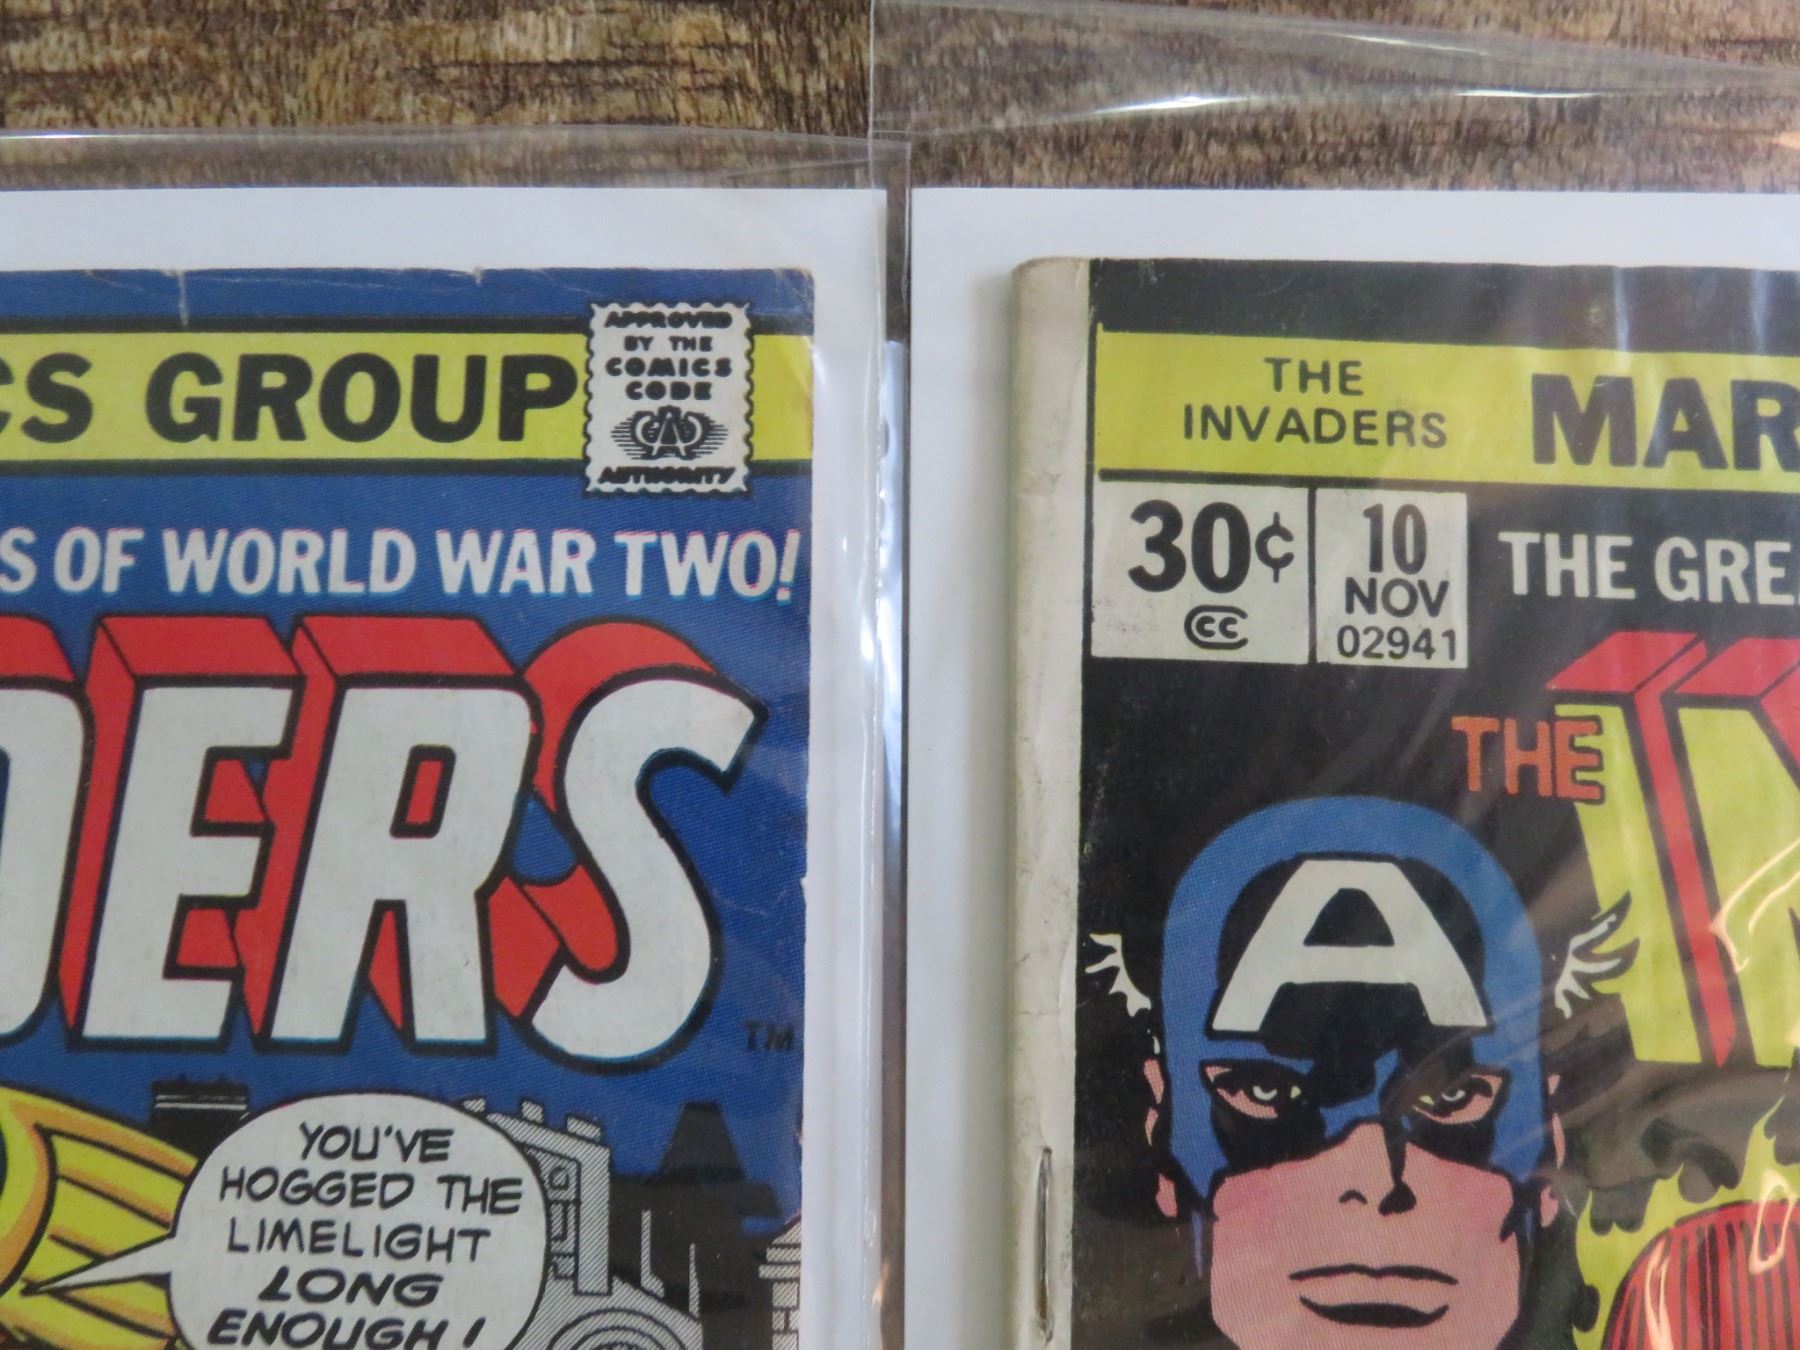 CS GROUP
APPROVED
BY THE
COMICS
CODE
AUTHORITY
S OF WORLD WAR TWO!
DERS
TM
YOU'VE
HOGGED THE
LIMELIGHT
LONG
ENOUGH!
THE
INVADERS
MAR
30¢
CC
10
NOV
02941
THE GREA
THE
A